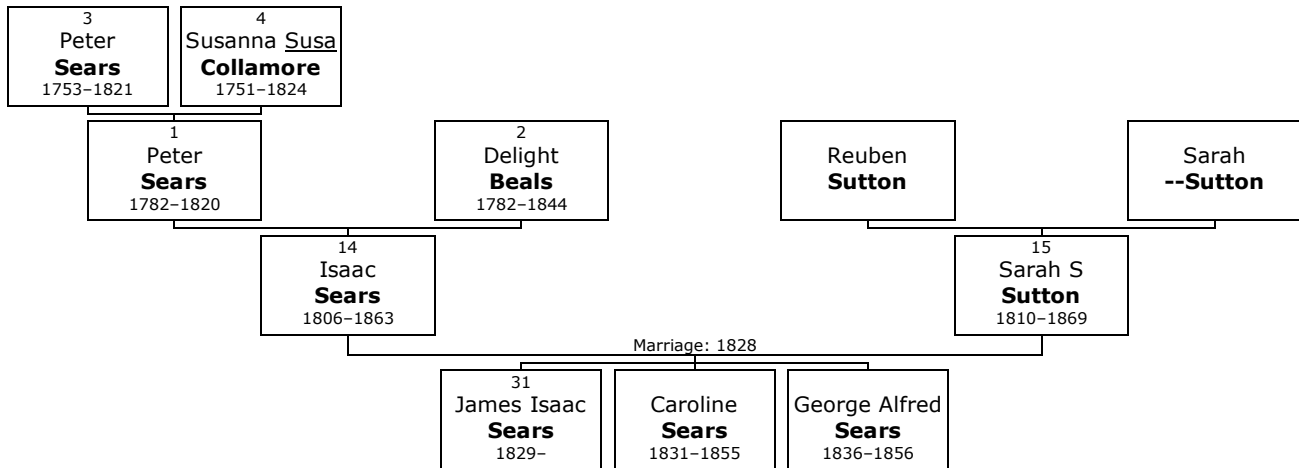 3
Peter
Sears
1753–1821
4
Susanna Susa
Collamore
1751–1824
1
Peter
Sears
1782–1820
2
Delight
Beals
1782–1844
Reuben
Sutton
Sarah
--Sutton
14
Isaac
Sears
1806–1863
15
Sarah S
Sutton
1810–1869
Marriage: 1828
31
James Isaac
Sears
1829–
Caroline
Sears
1831–1855
George Alfred
Sears
1836–1856